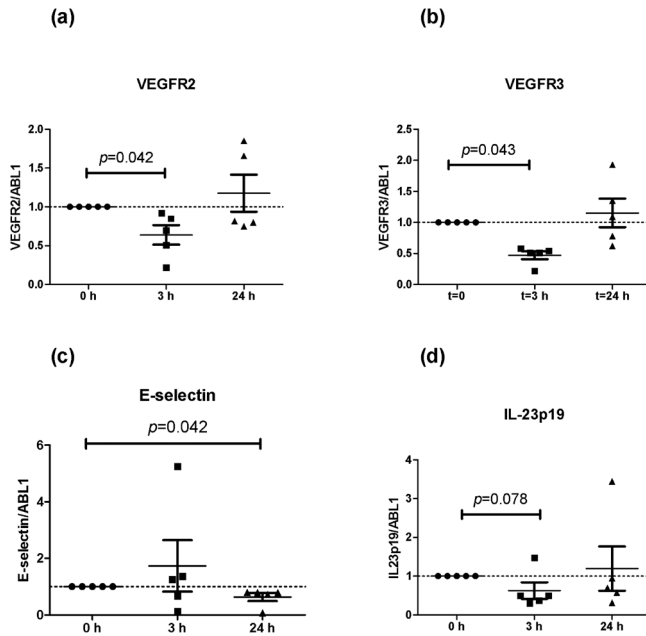 (a)
VEGFR2
VEGFR2/ABL1
2.0
1.5
1.0
0.5
0.0
p=0.042
0 h 3 h 24 h
(b)
VEGFR3
VEGFR3/ABL1
2.5
2.0
1.5
1.0
0.5
0.0
p=0.043
t=0 t=3 h t=24 h
(c)
E-selectin
E-selectin/ABL1
6
4
2
0
p=0.042
0 h 3 h 24 h
(d)
IL-23p19
IL23p19/ABL1
4
3
2
1
0
p=0.078
0 h 3 h 24 h